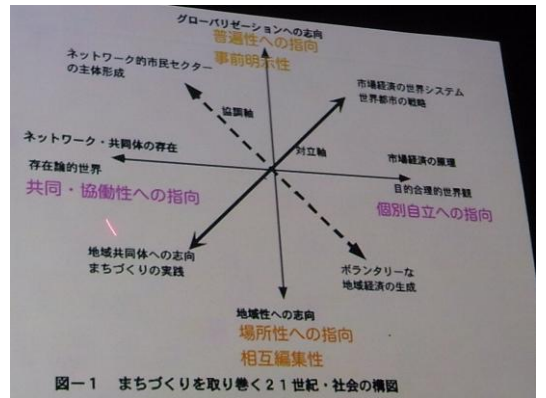 グローバリゼーションへの志向
普遍性への指向
事前明示性
ネットワーク的市民セクター
の主体形成
協調軸
市場経済の世界システム
世界都市の戦略
対立軸
ネットワーク・共同体の存在
存在論的世界
共同・協働性への指向
市場経済の原理
目的合理的世界観
個別自立への指向
地域共同体への志向
まちづくりの実践
ボランタリーな
地域経済の生成
地域性への志向
場所性への指向
相互編集性
図ー1 まちづくりを取り巻く21世紀・社会の構図